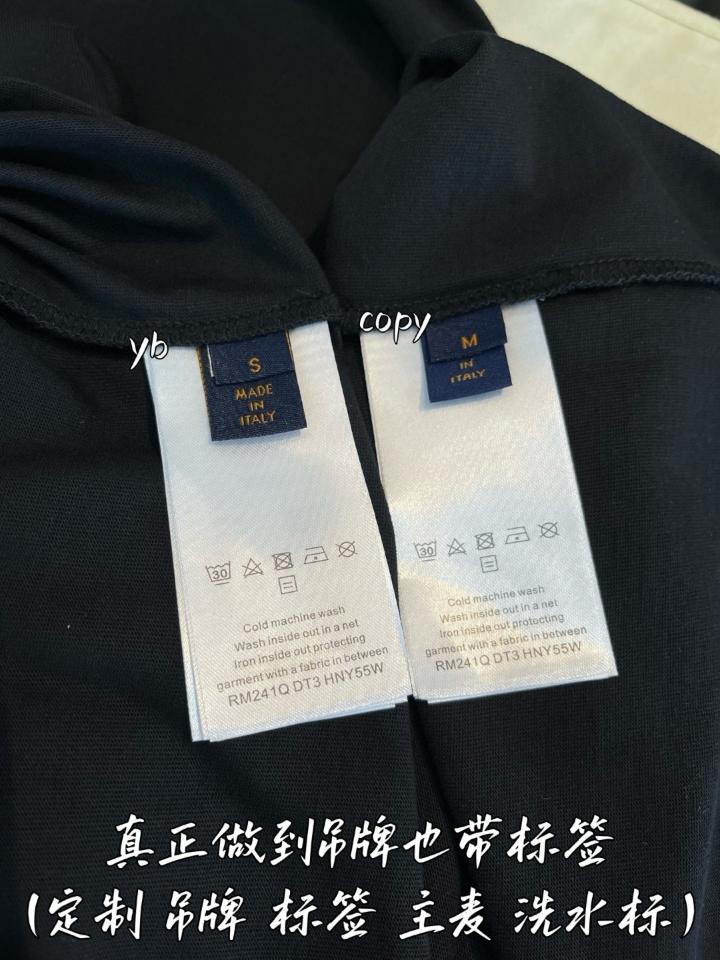 yb
S
MADE
IN
ITALY
30
Cold machine wash
Wash inside out in a net
Iron inside out protecting
garment with a fabric in between
RM241Q DT3 HNY55W
copy
M
IN
ITALY
30
Cold machine wash
Wash inside out in a net
Iron inside out protecting
garment with a fabric in between
RM241Q DT3 HNY55W
真正做到吊牌也带标签
(定制 吊牌 标签 主麦 洗水标)